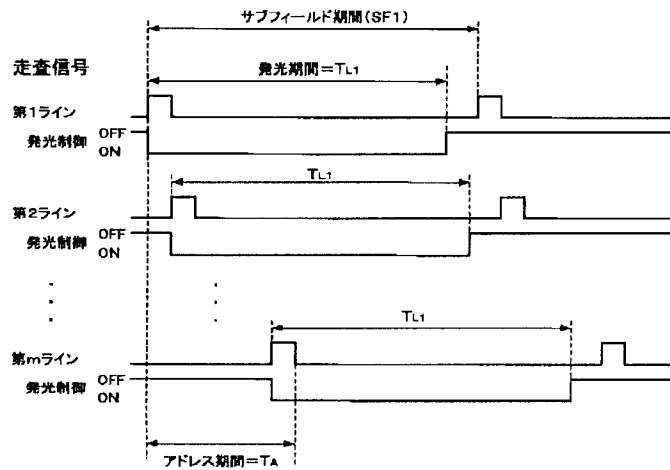 サブフィールド期間(SF1)
走査信号
発光期間=TL1
第1ライン
発光制御 OFF
ON
TL1
第2ライン
発光制御 OFF
ON
TL1
第mライン
発光制御 OFF
ON
アドレス期間=TA